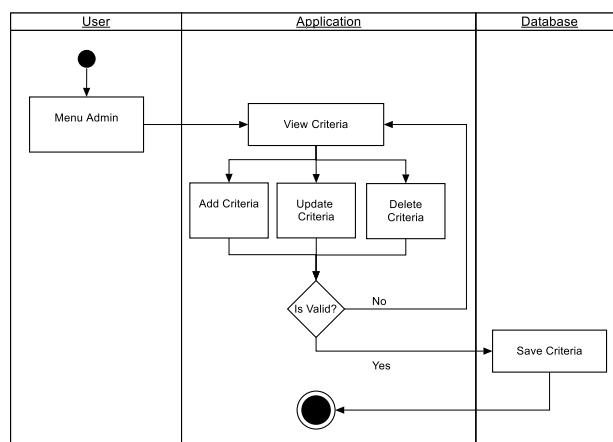 User
Application
Database
Menu Admin
View Criteria
Add Criteria
Update
Criteria
Delete
Criteria
Is Valid?
No
Yes
Save Criteria